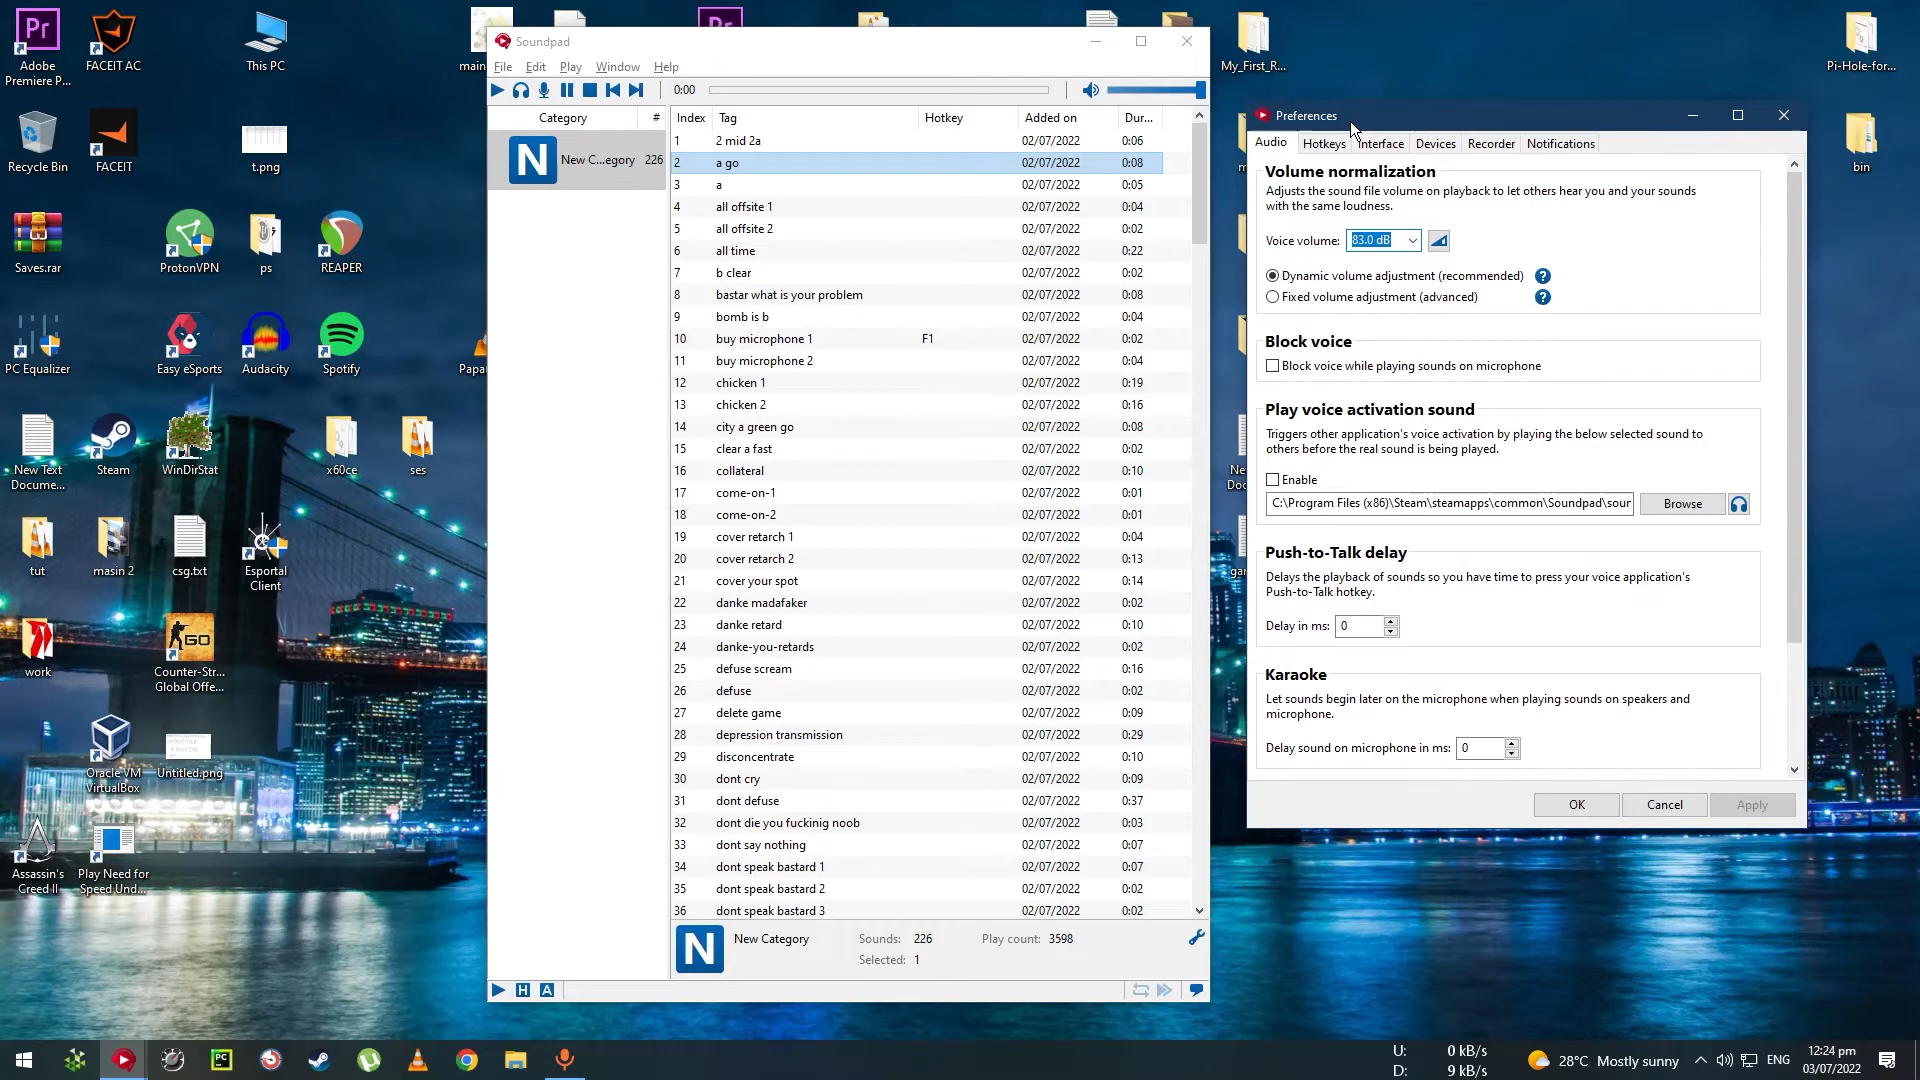 Adobe
Premiere P...
FACEIT AC
This PC
main
My_First_R...
Pi-Hole-for...
Recycle Bin
FACEIT
t.png
bin
Saves.rar
ProtonVPN
ps
REAPER
PC Equalizer
Easy eSports
Audacity
Spotify
Papa
New Text
Docume...
Steam
WinDirStat
x60ce
ses
tut
masin 2
csg.txt
Esportal
Client
work
Counter-Str...
Global Offe...
Oracle VM
VirtualBox
Untitled.png
Assassin's
Creed II
Play Need for
Speed Und...
Soundpad
File Edit Play Window Help
0:00
Category #
N New C...egory 226
Index Tag Hotkey Added on Dur...
1 2 mid 2a 02/07/2022 0:06
2 a go 02/07/2022 0:08
3 a 02/07/2022 0:05
4 all offsite 1 02/07/2022 0:04
5 all offsite 2 02/07/2022 0:02
6 all time 02/07/2022 0:22
7 b clear 02/07/2022 0:02
8 bastar what is your problem 02/07/2022 0:08
9 bomb is b 02/07/2022 0:04
10 buy microphone 1 F1 02/07/2022 0:02
11 buy microphone 2 02/07/2022 0:04
12 chicken 1 02/07/2022 0:19
13 chicken 2 02/07/2022 0:16
14 city a green go 02/07/2022 0:08
15 clear a fast 02/07/2022 0:02
16 collateral 02/07/2022 0:10
17 come-on-1 02/07/2022 0:01
18 come-on-2 02/07/2022 0:01
19 cover retarch 1 02/07/2022 0:04
20 cover retarch 2 02/07/2022 0:13
21 cover your spot 02/07/2022 0:14
22 danke madafaker 02/07/2022 0:02
23 danke retard 02/07/2022 0:10
24 danke-you-retards 02/07/2022 0:02
25 defuse scream 02/07/2022 0:16
26 defuse 02/07/2022 0:02
27 delete game 02/07/2022 0:09
28 depression transmission 02/07/2022 0:29
29 disconcentrate 02/07/2022 0:10
30 dont cry 02/07/2022 0:09
31 dont defuse 02/07/2022 0:37
32 dont die you fuckinig noob 02/07/2022 0:03
33 dont say nothing 02/07/2022 0:07
34 dont speak bastard 1 02/07/2022 0:07
35 dont speak bastard 2 02/07/2022 0:02
36 dont speak bastard 3 02/07/2022 0:02
N New Category Sounds: 226 Play count: 3598
Selected: 1
H A
Preferences
Audio Hotkeys Interface Devices Recorder Notifications
Volume normalization
Adjusts the sound file volume on playback to let others hear you and your sounds
with the same loudness.
Voice volume: 83.0 dB
Dynamic volume adjustment (recommended) ?
Fixed volume adjustment (advanced) ?
Block voice
Block voice while playing sounds on microphone
Play voice activation sound
Triggers other application's voice activation by playing the below selected sound to
others before the real sound is being played.
Enable
C:\Program Files (x86)\Steam\steamapps\common\Soundpad\sour Browse
Push-to-Talk delay
Delays the playback of sounds so you have time to press your voice application's
Push-to-Talk hotkey.
Delay in ms: 0
Karaoke
Let sounds begin later on the microphone when playing sounds on speakers and
microphone.
Delay sound on microphone in ms: 0
OK Cancel Apply
U: 0 kB/s
D: 9 kB/s
28°C Mostly sunny
ENG
12:24 pm
03/07/2022